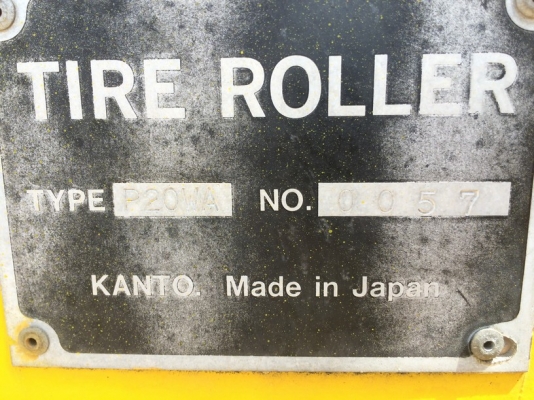 TIRE ROLLER
TYPE P20WA NO. 0057
KANTO. Made in Japan